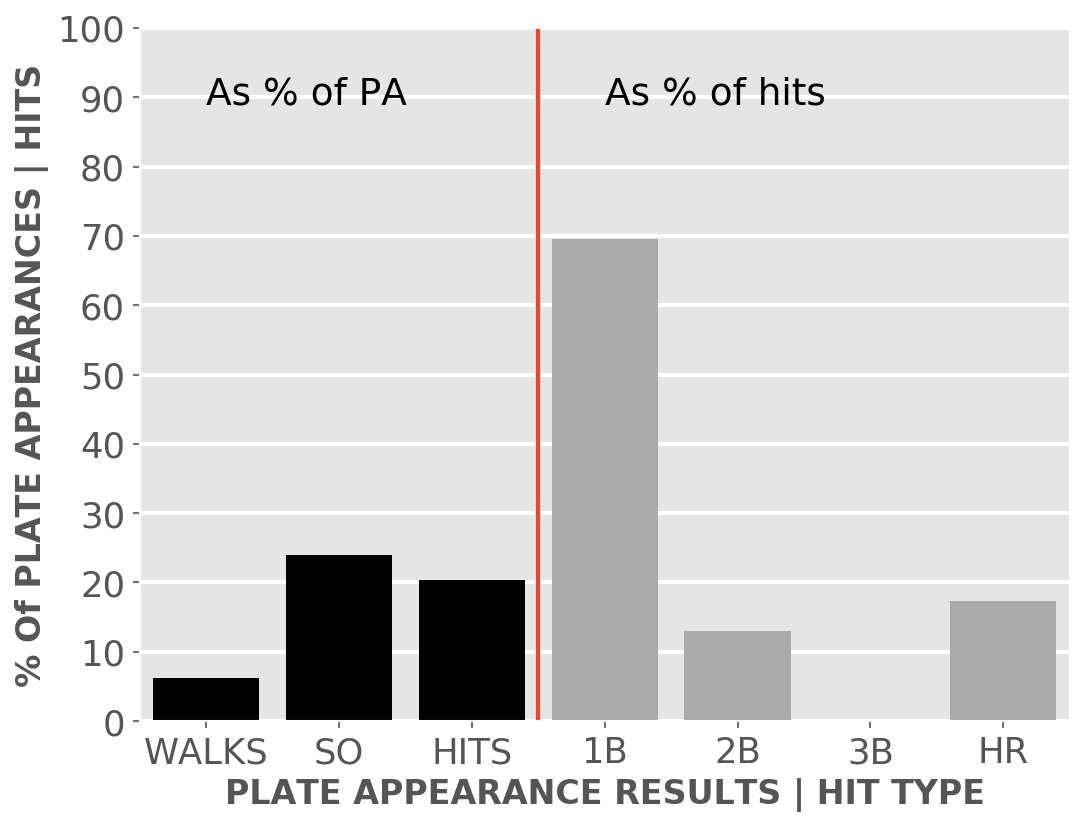 % Of PLATE APPEARANCES | HITS
100
90
80
70
60
50
40
30
20
10
0
As % of PA
As % of hits
WALKS SO HITS 1B 2B 3B HR
PLATE APPEARANCE RESULTS | HIT TYPE